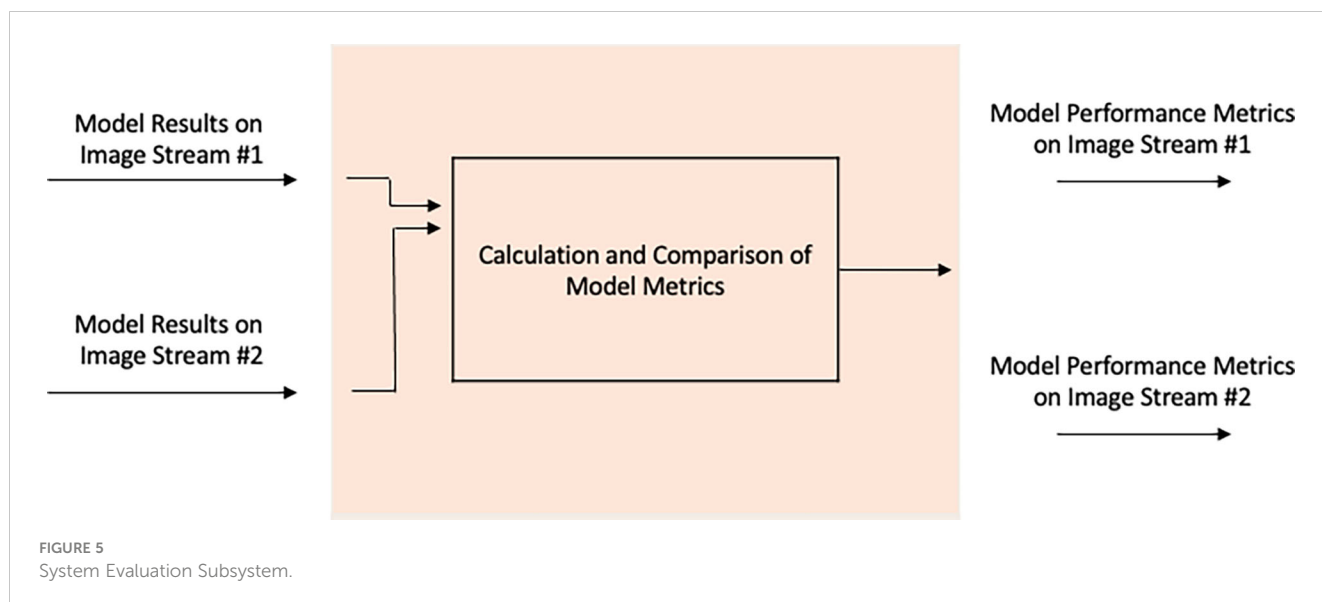 Model Results on
Image Stream #1
Model Results on
Image Stream #2
Calculation and Comparison of
Model Metrics
Model Performance Metrics
on Image Stream #1
Model Performance Metrics
on Image Stream #2
FIGURE 5
System Evaluation Subsystem.